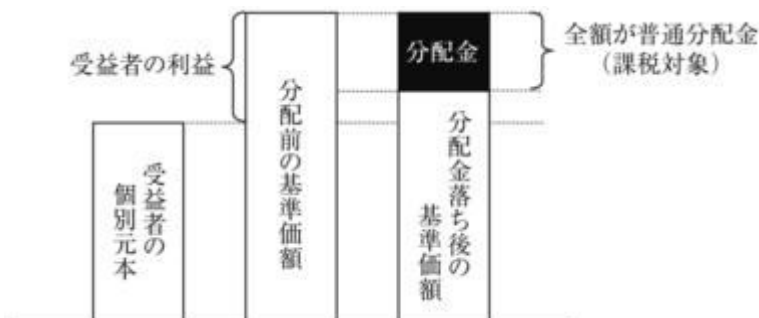 受益者の利益
分配金
全額が普通分配金
（課税対象）
受益者の
個別元本
分配前の基準価額
分配金落ち後の
基準価額